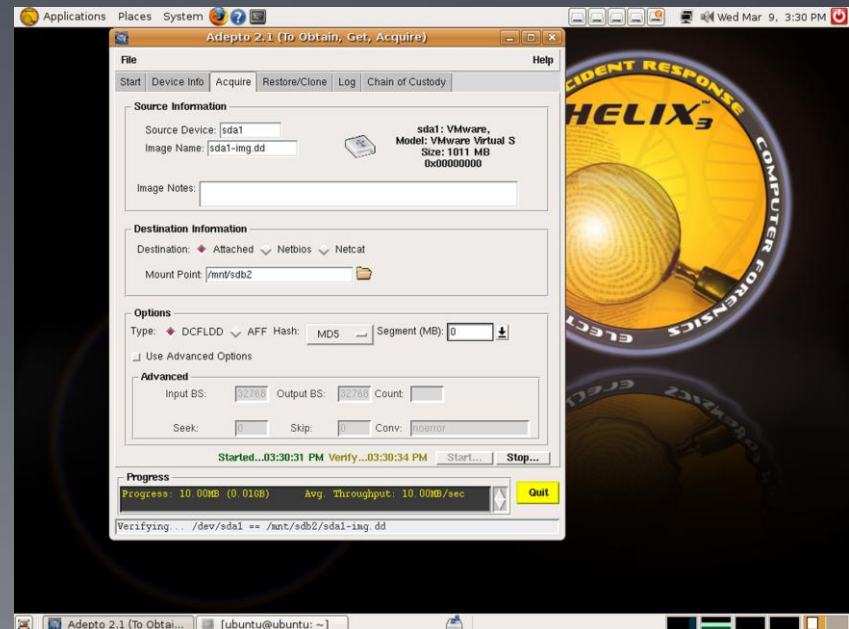 Applications Places System Wed Mar 9, 3:30 PM
Adepto 2.1 (To Obtain, Get, Acquire)
File Help
Start Device Info Acquire Restore/Clone Log Chain of Custody
Source Information
Source Device: sda1
Image Name: sda1-img.dd
sda1: VMware,
Model: VMware Virtual S
Size: 1011 MB
0x00000000
Image Notes:
Destination Information
Destination: Attached Netbios Netcat
Mount Point: /mnt/sdb2
Options
Type: DCFLDD AFF Hash: MD5 Segment (MB): 0
Use Advanced Options
Advanced
Input BS: 32768 Output BS: 32768 Count:
Seek: 0 Skip: 0 Conv: noerror
Started...03:30:31 PM Verify...03:30:34 PM Start... Stop...
Progress
Progress: 10.00MB (0.01GB) Avg. Throughput: 10.00MB/sec
Quit
Verifying... /dev/sda1 == /mnt/sdb2/sda1-img.dd
CIDENT RESPONSE
HELIX3
COMPUTER FORENSICS
ELECT
Adepto 2.1 (To Obtai... [ubuntu@ubuntu: ~]